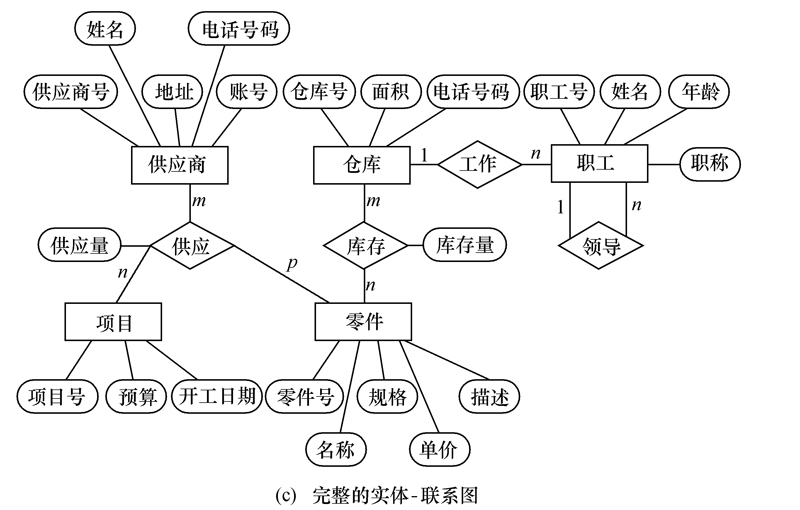 姓名 电话号码
供应商号 地址 账号 仓库号 面积 电话号码 职工号 姓名 年龄
供应商 仓库 1 工作 n 职工 职称
m m 1 n
供应量 供应 库存 库存量 领导
n p n
项目 零件
项目号 预算 开工日期 零件号 规格 描述
名称 单价
(c) 完整的实体-联系图